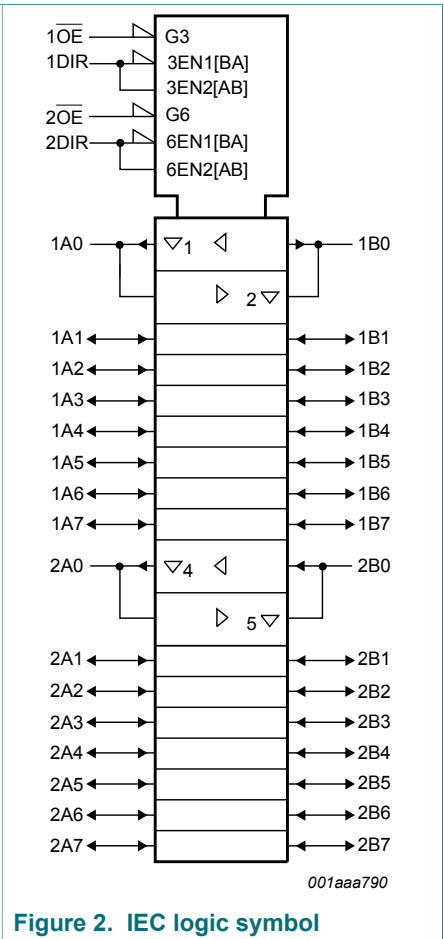 1OE G3
1DIR 3EN1[BA]
3EN2[AB]
2OE G6
2DIR 6EN1[BA]
6EN2[AB]
1A0 1 1B0
2
1A1 1B1
1A2 1B2
1A3 1B3
1A4 1B4
1A5 1B5
1A6 1B6
1A7 1B7
2A0 4 2B0
5
2A1 2B1
2A2 2B2
2A3 2B3
2A4 2B4
2A5 2B5
2A6 2B6
2A7 2B7
001aaa790
Figure 2. IEC logic symbol